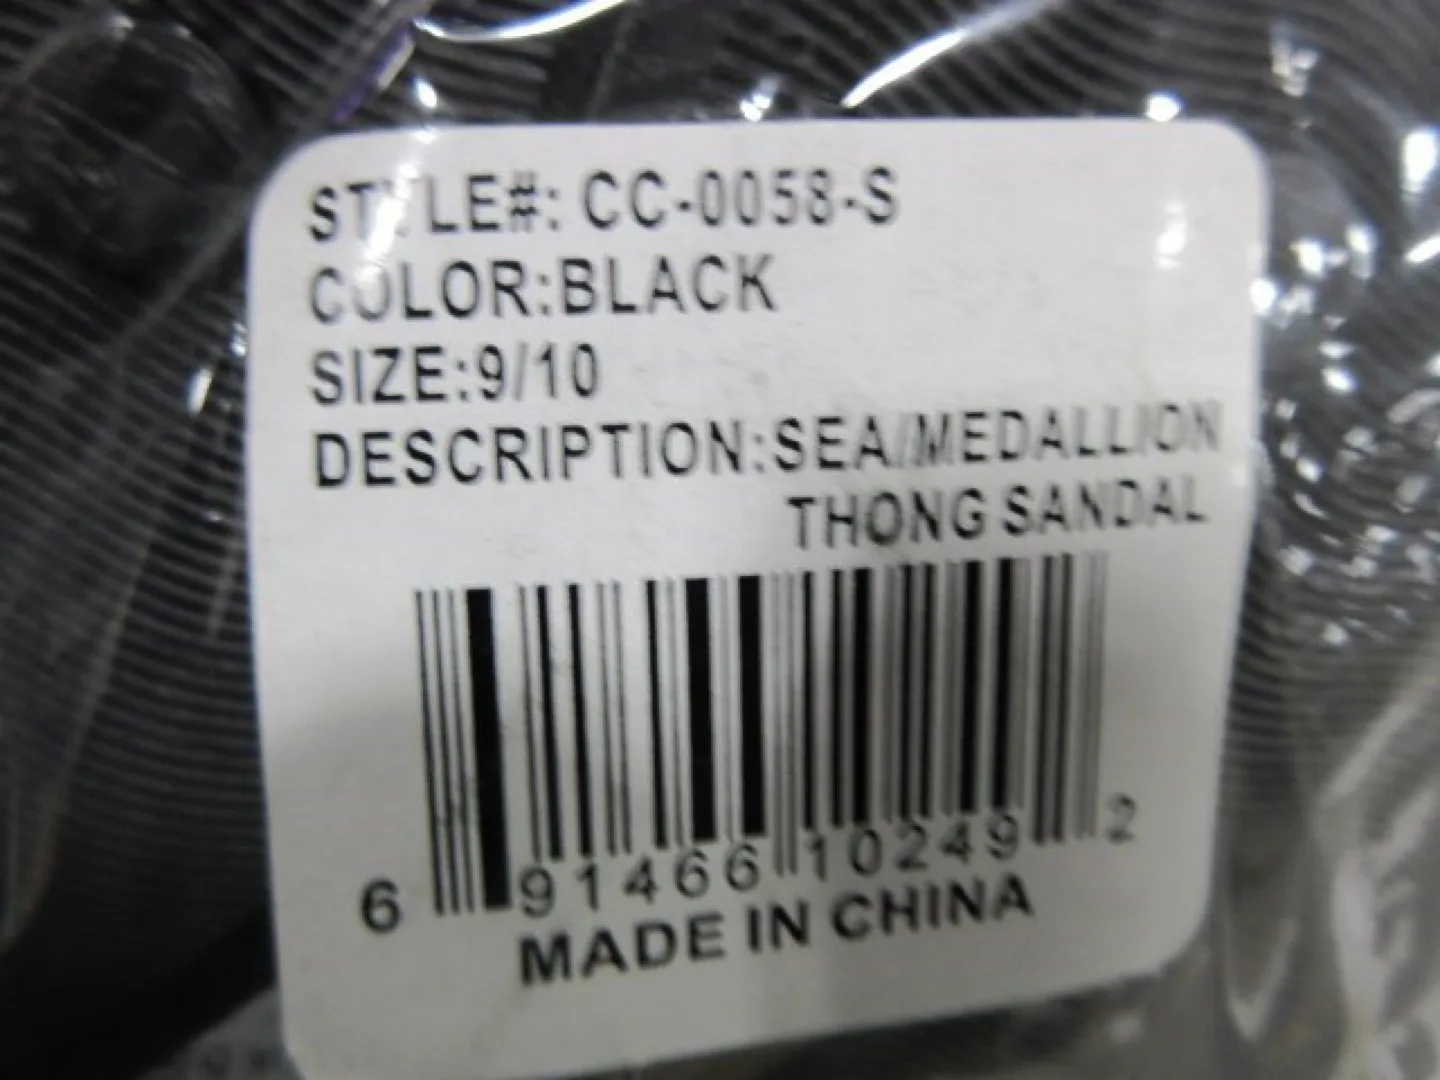 STYLE#: CC-0058-S
COLOR:BLACK
SIZE:9/10
DESCRIPTION:SEA/MEDALLION
THONG SANDAL
6 91466 10249 2
MADE IN CHINA